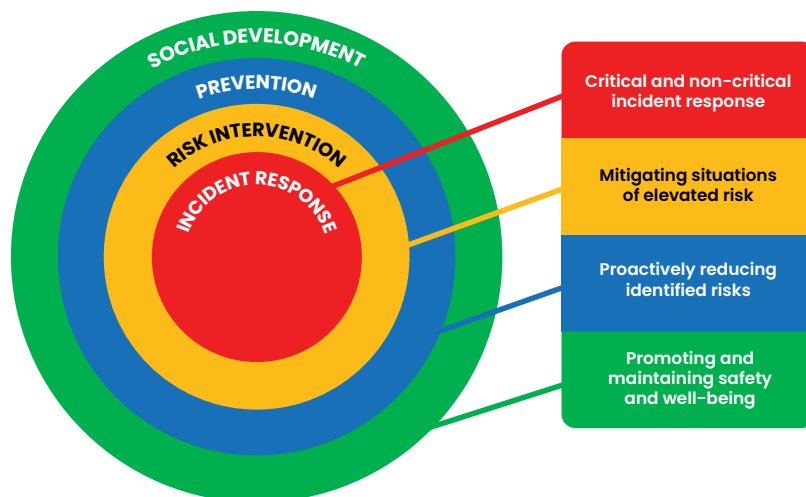 SOCIAL DEVELOPMENT
PREVENTION
RISK INTERVENTION
INCIDENT RESPONSE
Critical and non-critical
incident response
Mitigating situations
of elevated risk
Proactively reducing
identified risks
Promoting and
maintaining safety
and well-being